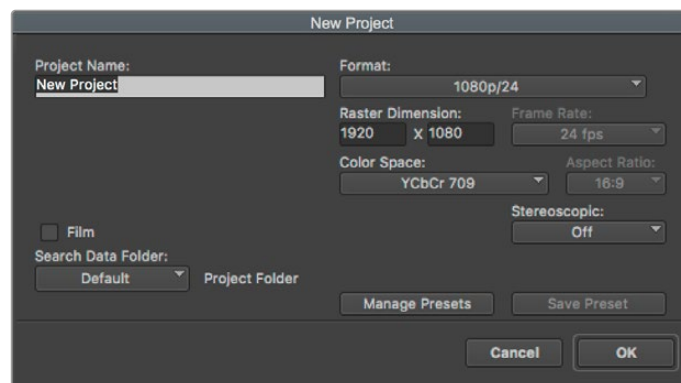 New Project
Project Name:
New Project
Format:
1080p/24
Raster Dimension:
1920 X 1080
Frame Rate:
24 fps
Color Space:
YCbCr 709
Aspect Ratio:
16:9
Stereoscopic:
Off
Film
Search Data Folder:
Default Project Folder
Manage Presets Save Preset
Cancel OK